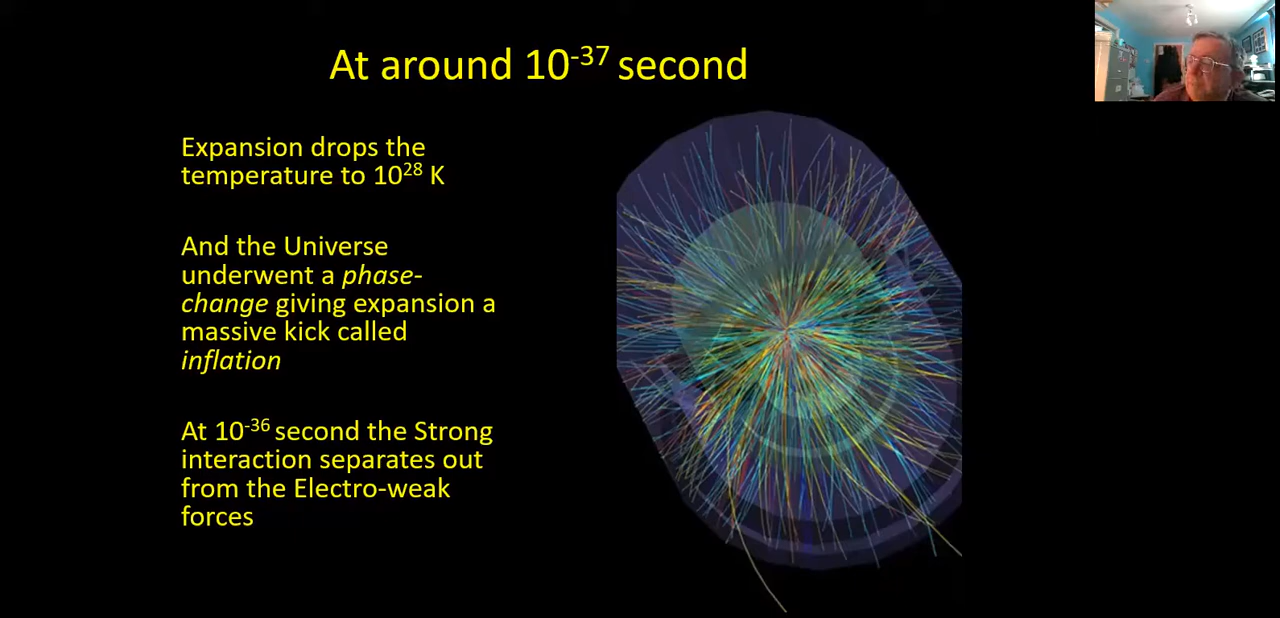 At around 10⁻³⁷ second
Expansion drops the
temperature to 10²⁸ K
And the Universe
underwent a phase-
change giving expansion a
massive kick called
inflation
At 10⁻³⁶ second the Strong
interaction separates out
from the Electro-weak
forces